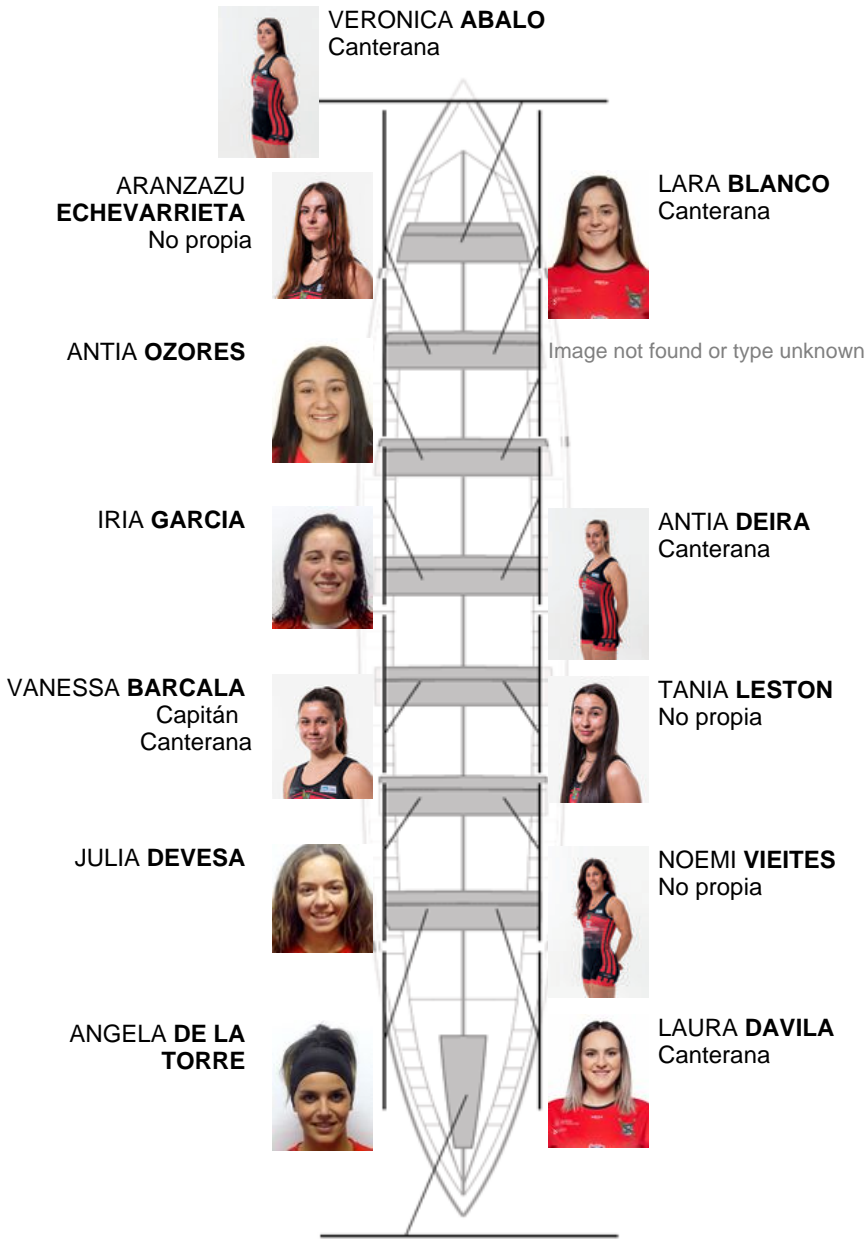 VERONICA ABALO
Canterana
ARANZAZU
ECHEVARRIETA
No propia
LARA BLANCO
Canterana
ANTIA OZORES
Image not found or type unknown
IRIA GARCIA
ANTIA DEIRA
Canterana
VANESSA BARCALA
Capitán
Canterana
TANIA LESTON
No propia
JULIA DEVESA
NOEMI VIEITES
No propia
ANGELA DE LA
TORRE
LAURA DAVILA
Canterana